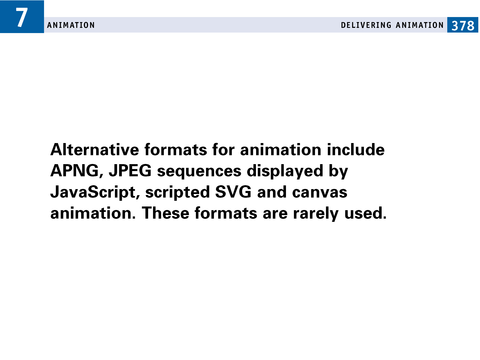 7
ANIMATION
DELIVERING ANIMATION 378
Alternative formats for animation include
APNG, JPEG sequences displayed by
JavaScript, scripted SVG and canvas
animation. These formats are rarely used.